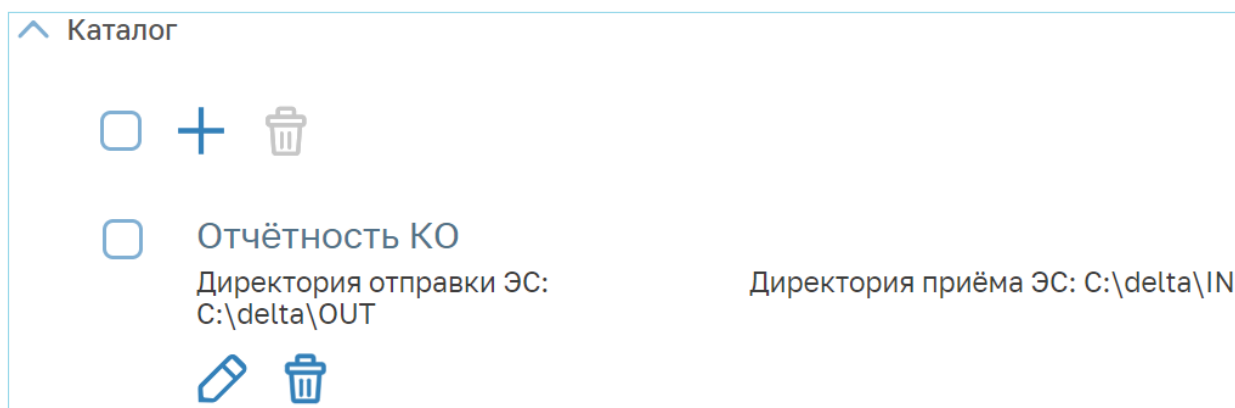 Каталог
Отчётность КО
Директория отправки ЭС: Директория приёма ЭС: C:\delta\IN
C:\delta\OUT